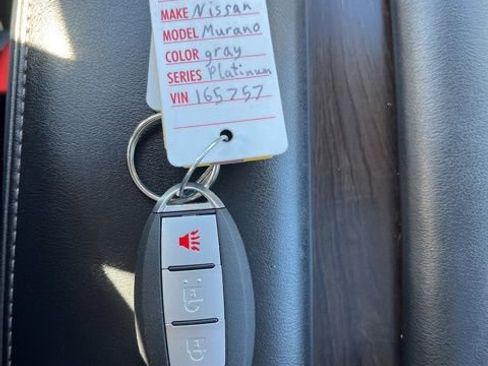 MAKE Nissan
MODEL Murano
COLOR gray
SERIES Platinum
VIN 165757